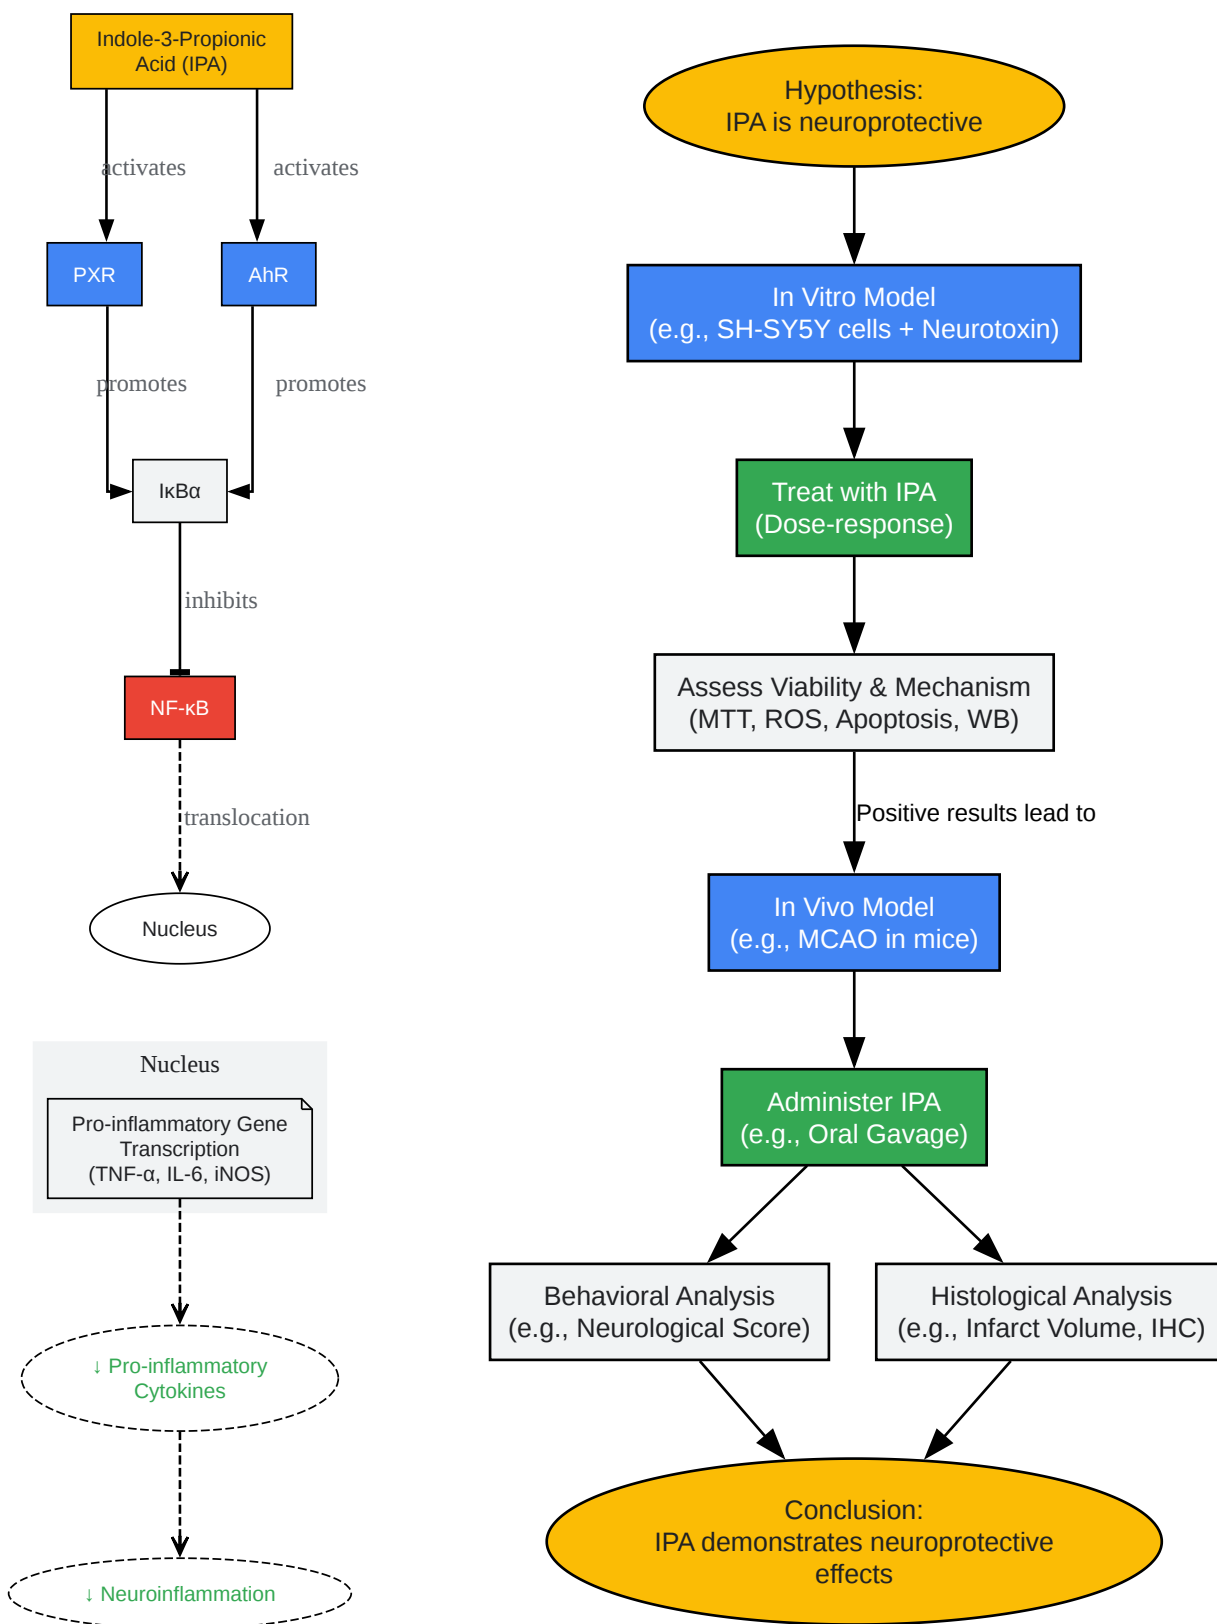 Indole-3-Propionic
Acid (IPA)
activates
activates
PXR
AhR
promotes
promotes
IκBα
inhibits
NF-κB
translocation
Nucleus
Nucleus
Pro-inflammatory Gene
Transcription
(TNF-α, IL-6, iNOS)
↓ Pro-inflammatory
Cytokines
↓ Neuroinflammation
Hypothesis:
IPA is neuroprotective
In Vitro Model
(e.g., SH-SY5Y cells + Neurotoxin)
Treat with IPA
(Dose-response)
Assess Viability & Mechanism
(MTT, ROS, Apoptosis, WB)
Positive results lead to
In Vivo Model
(e.g., MCAO in mice)
Administer IPA
(e.g., Oral Gavage)
Behavioral Analysis
(e.g., Neurological Score)
Histological Analysis
(e.g., Infarct Volume, IHC)
Conclusion:
IPA demonstrates neuroprotective
effects